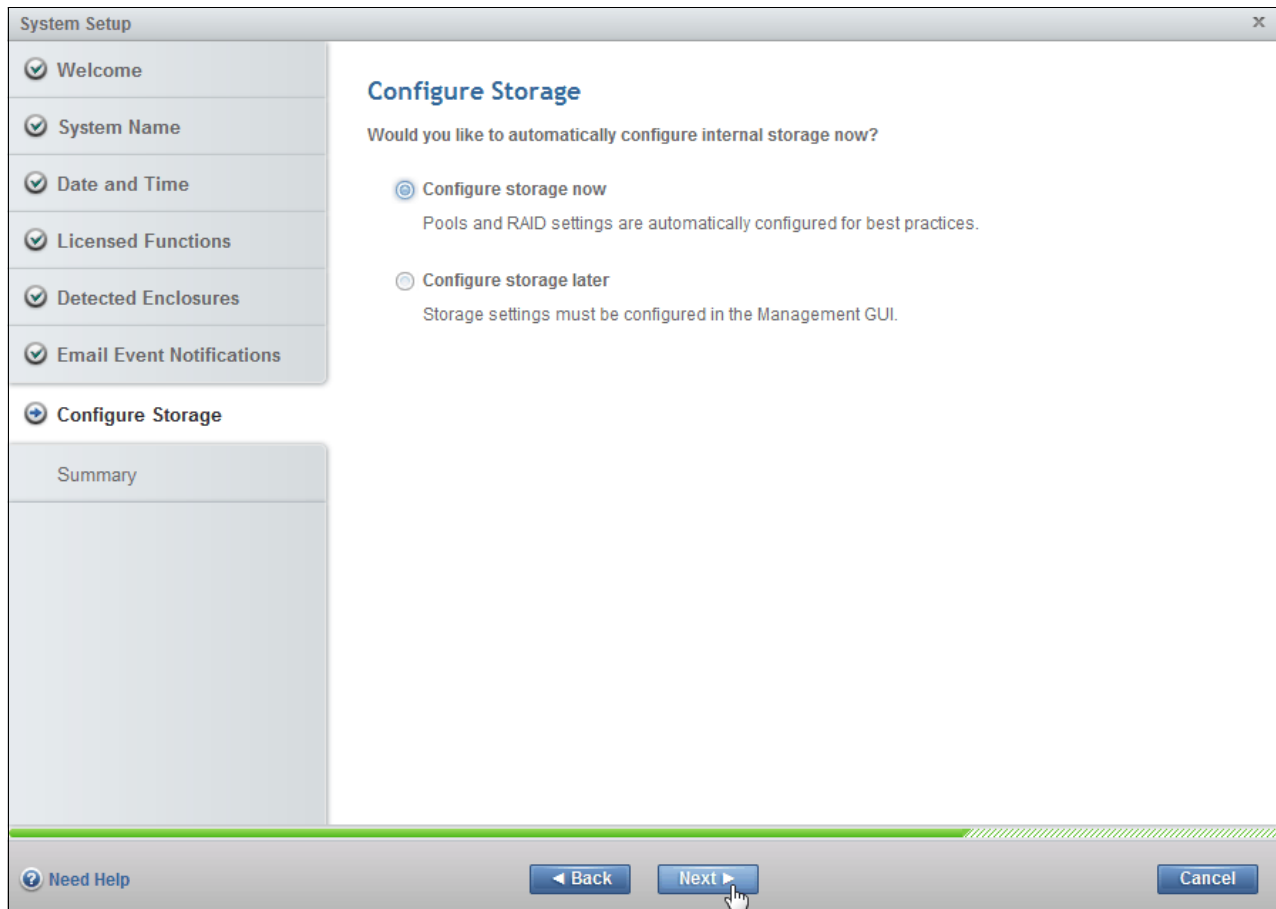 System Setup
x
Welcome
System Name
Date and Time
Licensed Functions
Detected Enclosures
Email Event Notifications
Configure Storage
Summary
Configure Storage
Would you like to automatically configure internal storage now?
Configure storage now
Pools and RAID settings are automatically configured for best practices.
Configure storage later
Storage settings must be configured in the Management GUI.
? Need Help
◄ Back
Next ►
Cancel